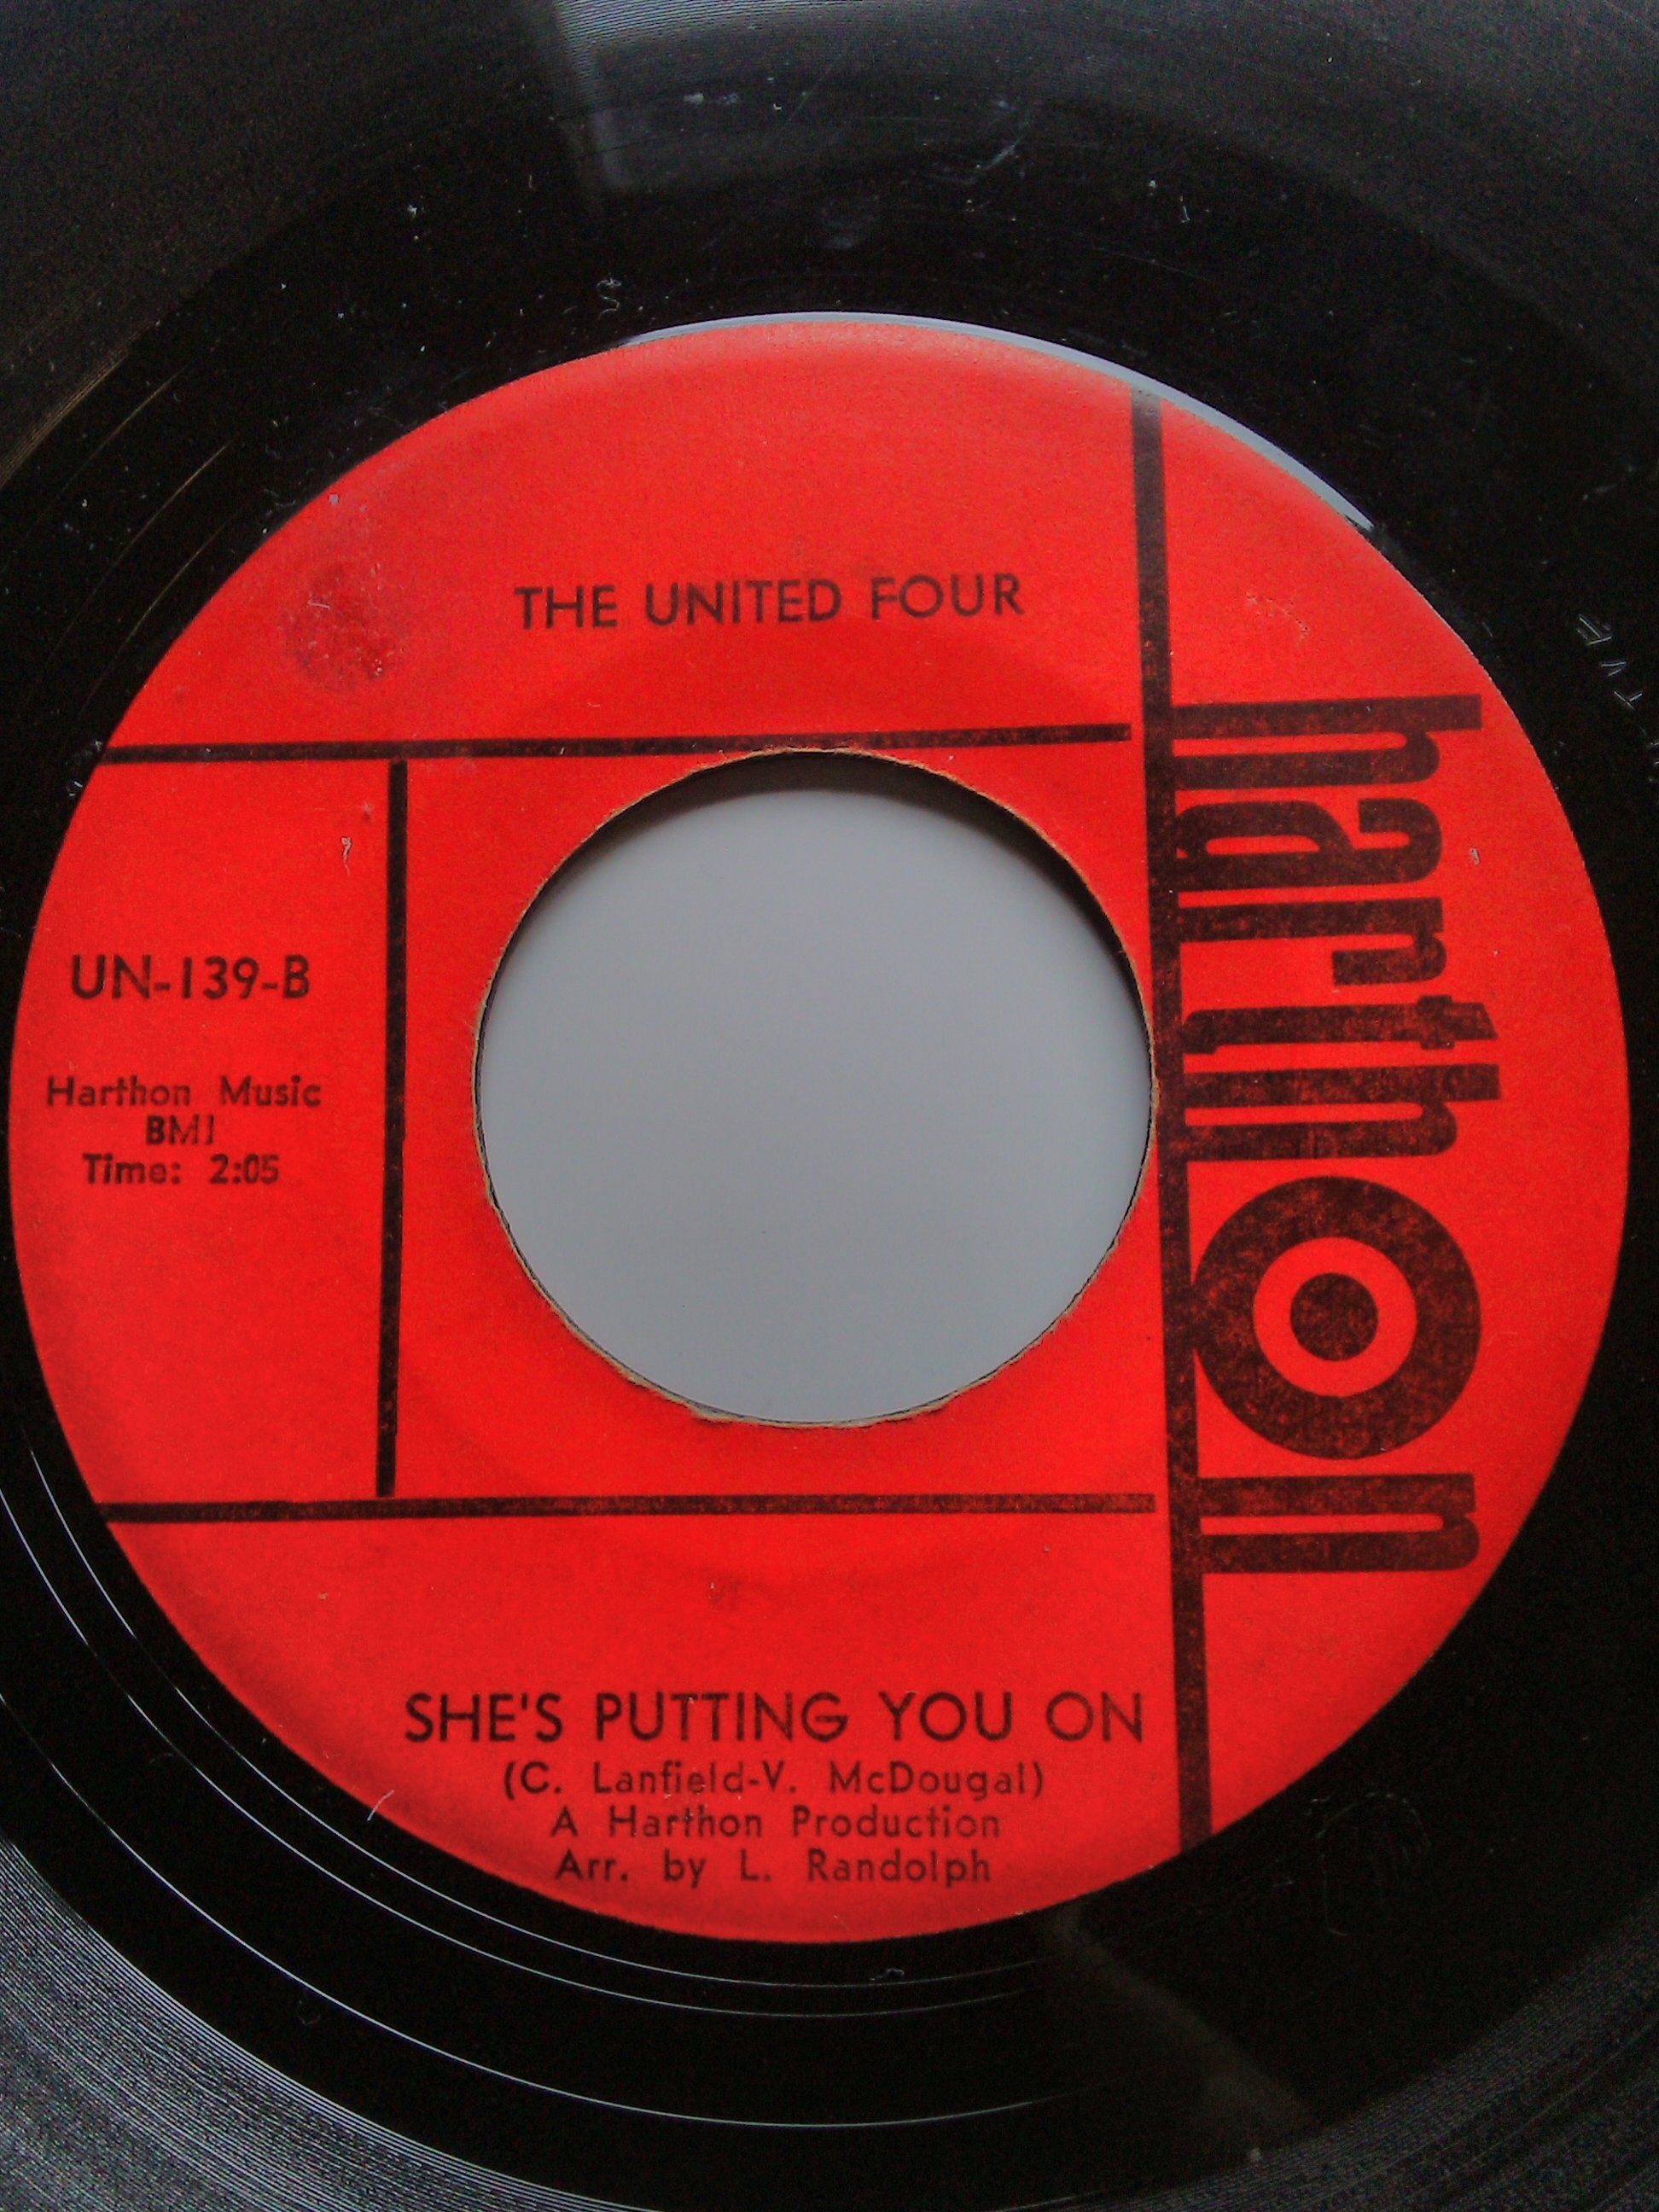 THE UNITED FOUR
harthon
UN-139-B
Harthon Music
BMI
Time: 2:05
SHE'S PUTTING YOU ON
(C. Lanfield-V. McDougal)
A Harthon Production
Arr. by L. Randolph